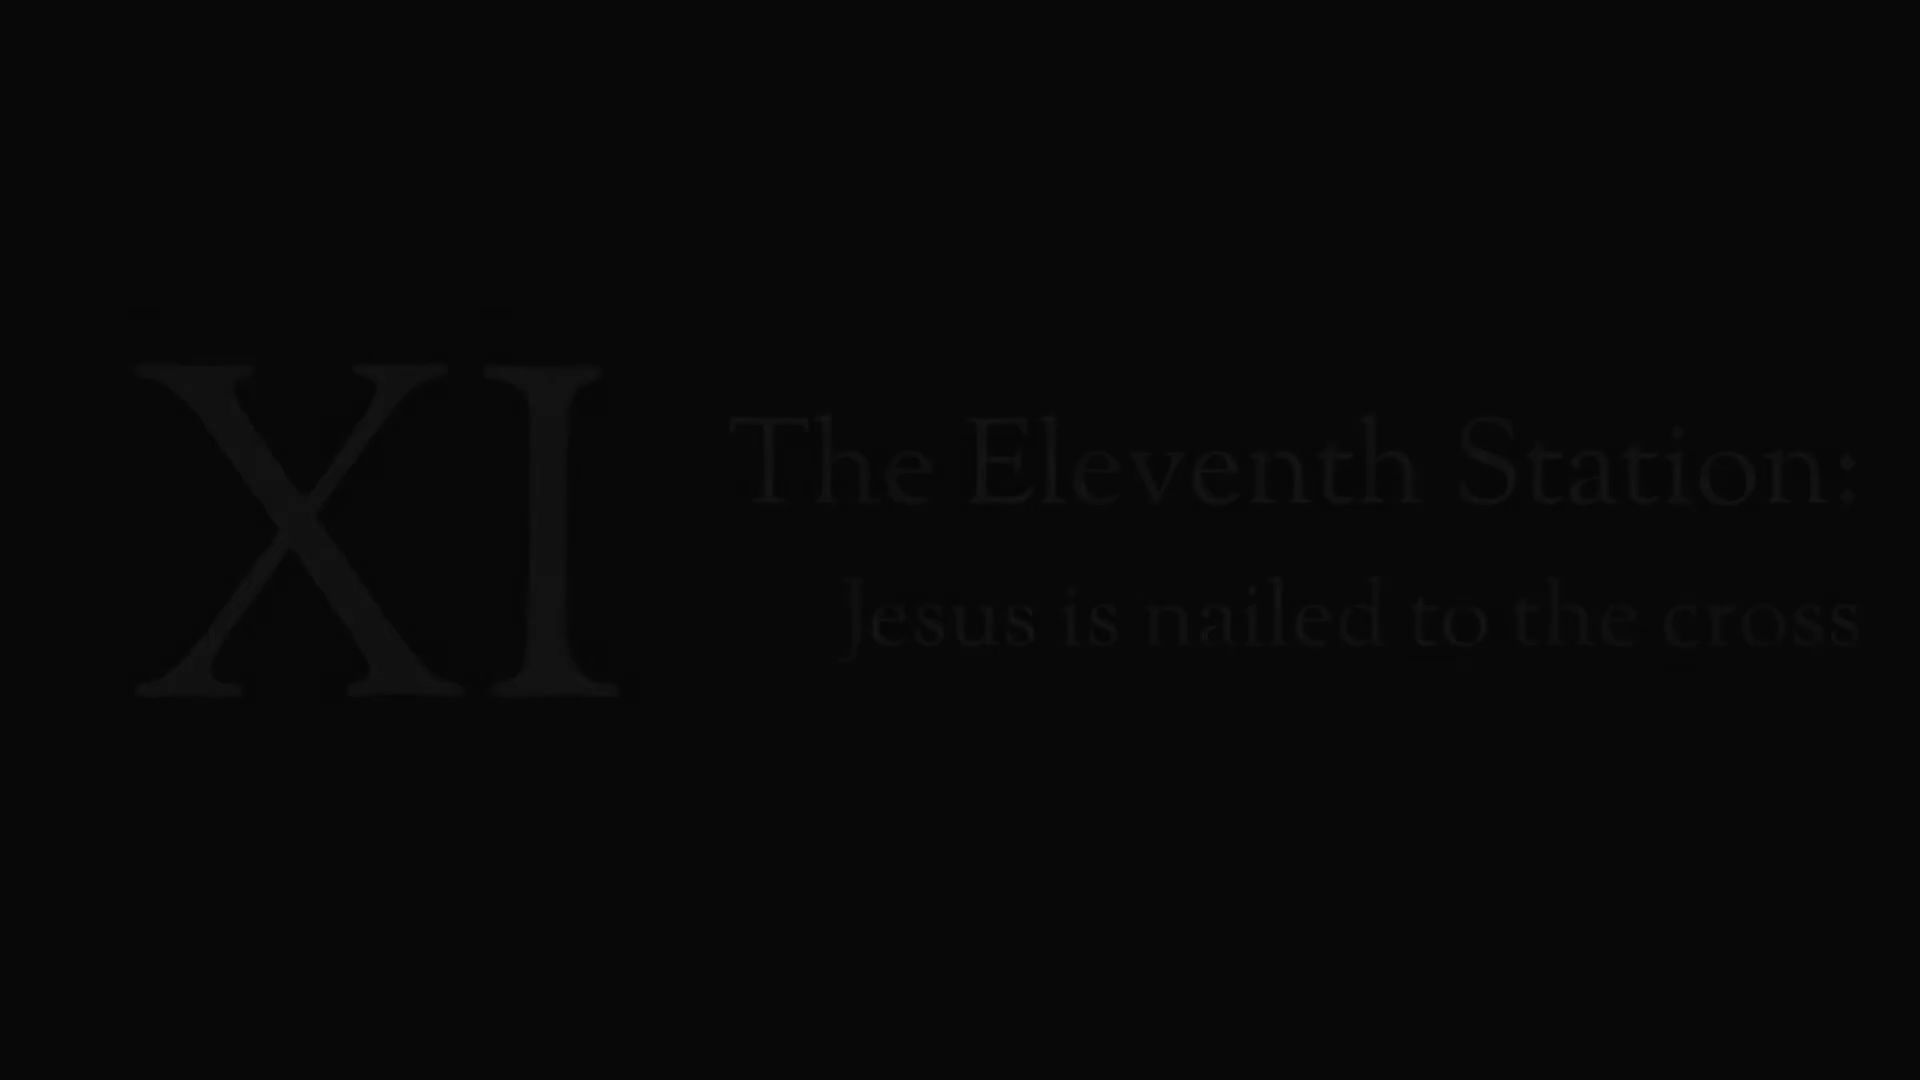 XI
The Eleventh Station:
Jesus is nailed to the cross